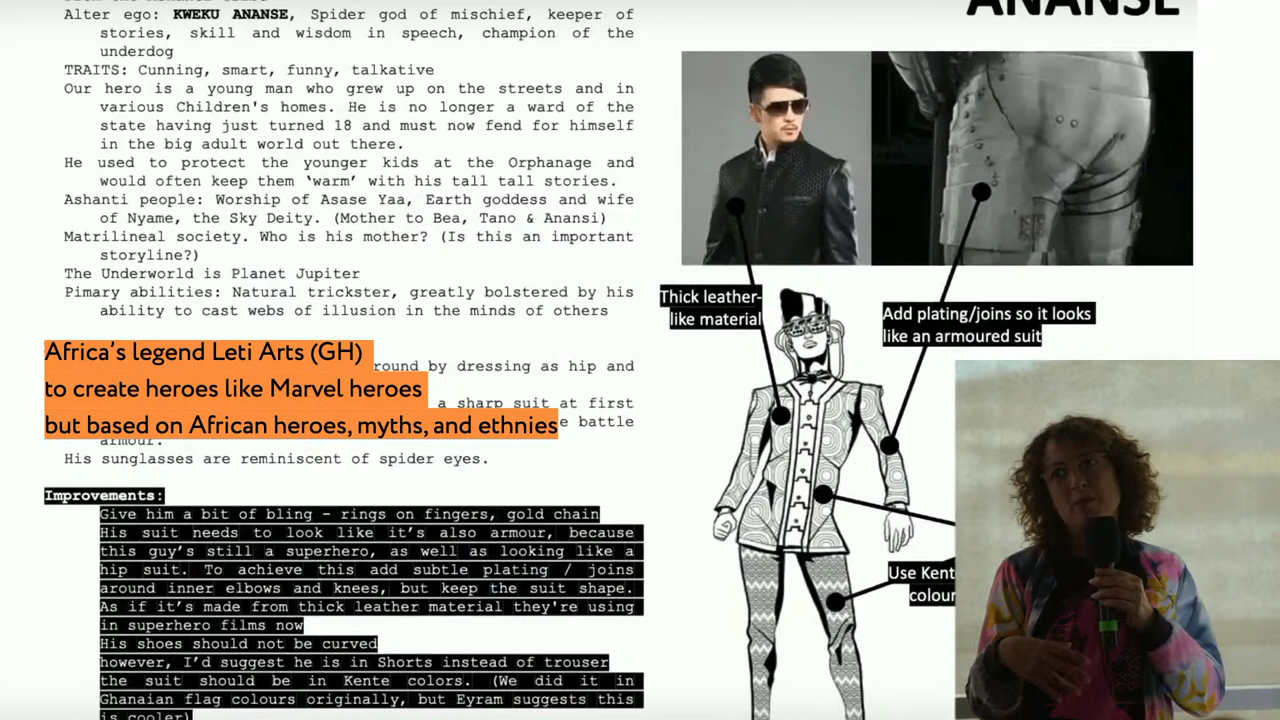 ANANSE
Alter ego: KWEKU ANANSE, Spider god of mischief, keeper of
stories, skill and wisdom in speech, champion of the
underdog
TRAITS: Cunning, smart, funny, talkative
Our hero is a young man who grew up on the streets and in
various Children's homes. He is no longer a ward of the
state having just turned 18 and must now fend for himself
in the big adult world out there.
He used to protect the younger kids at the Orphanage and
would often keep them ‘warm’ with his tall tall stories.
Ashanti people: Worship of Asase Yaa, Earth goddess and wife
of Nyame, the Sky Deity. (Mother to Bea, Tano & Anansi)
Matrilineal society. Who is his mother? (Is this an important
storyline?)
The Underworld is Planet Jupiter
Pimary abilities: Natural trickster, greatly bolstered by his
ability to cast webs of illusion in the minds of others
Africa's legend Leti Arts (GH)
round by dressing as hip and
to create heroes like Marvel heroes
a sharp suit at first
but based on African heroes, myths, and ethnies
e battle
armour.
His sunglasses are reminiscent of spider eyes.
Improvements:
Give him a bit of bling – rings on fingers, gold chain
His suit needs to look like it’s also armour, because
this guy’s still a superhero, as well as looking like a
hip suit. To achieve this add subtle plating / joins
around inner elbows and knees, but keep the suit shape.
As if it’s made from thick leather material they're using
in superhero films now
His shoes should not be curved
however, I’d suggest he is in Shorts instead of trouser
the suit should be in Kente colors. (We did it in
Ghanaian flag colours originally, but Eyram suggests this
is cooler)
Thick leather-
like material
Add plating/joins so it looks
like an armoured suit
Use Kent
colour